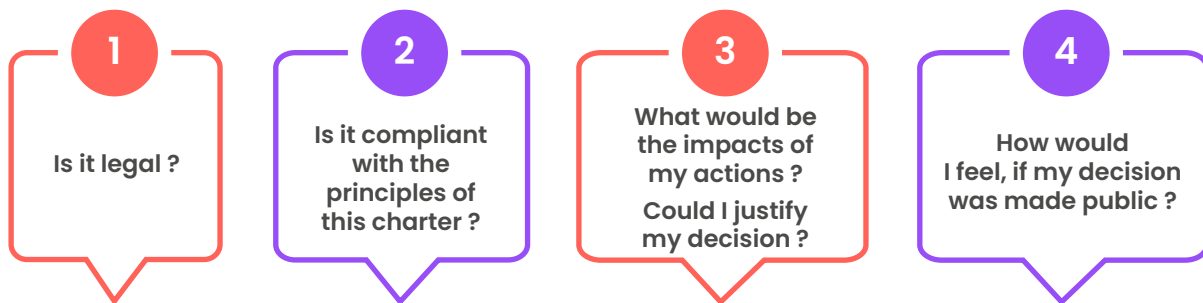 1
Is it legal ?
2
Is it compliant
with the
principles of
this charter ?
3
What would be
the impacts of
my actions ?
Could I justify
my decision ?
4
How would
I feel, if my decision
was made public ?